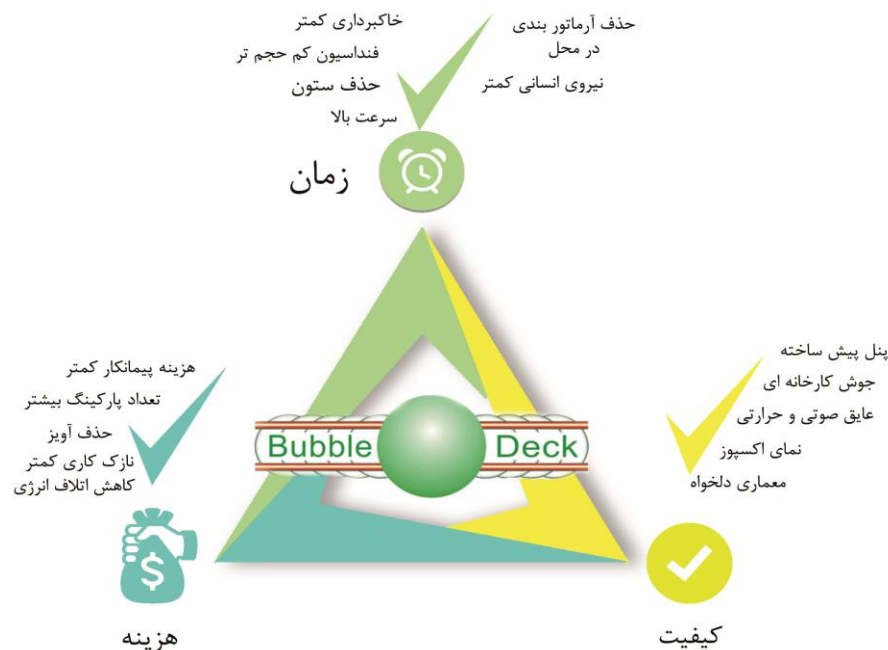 خاکبرداری کمتر
فنداسیون کم حجم تر
حذف ستون
سرعت بالا
حذف آرماتور بندی
در محل
نیروی انسانی کمتر
زمان
هزینه پیمانکار کمتر
تعداد پارکینگ بیشتر
حذف آویز
نازک کاری کمتر
کاهش اتلاف انرژی
هزینه
Bubble Deck
پنل پیش ساخته
جوش کارخانه ای
عایق صوتی و حرارتی
نمای اکسپوز
معماری دلخواه
کیفیت
$